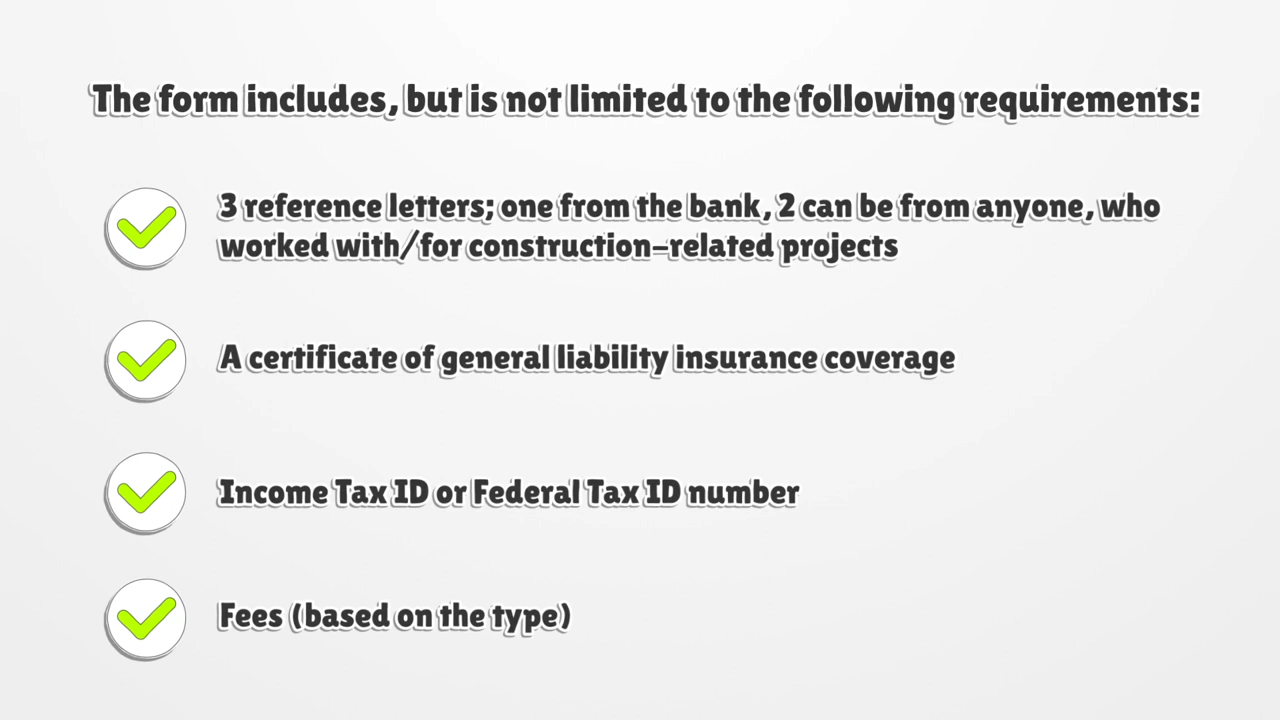 The form includes, but is not limited to the following requirements:
3 reference letters; one from the bank, 2 can be from anyone, who
worked with/for construction-related projects
A certificate of general liability insurance coverage
Income Tax ID or Federal Tax ID number
Fees (based on the type)